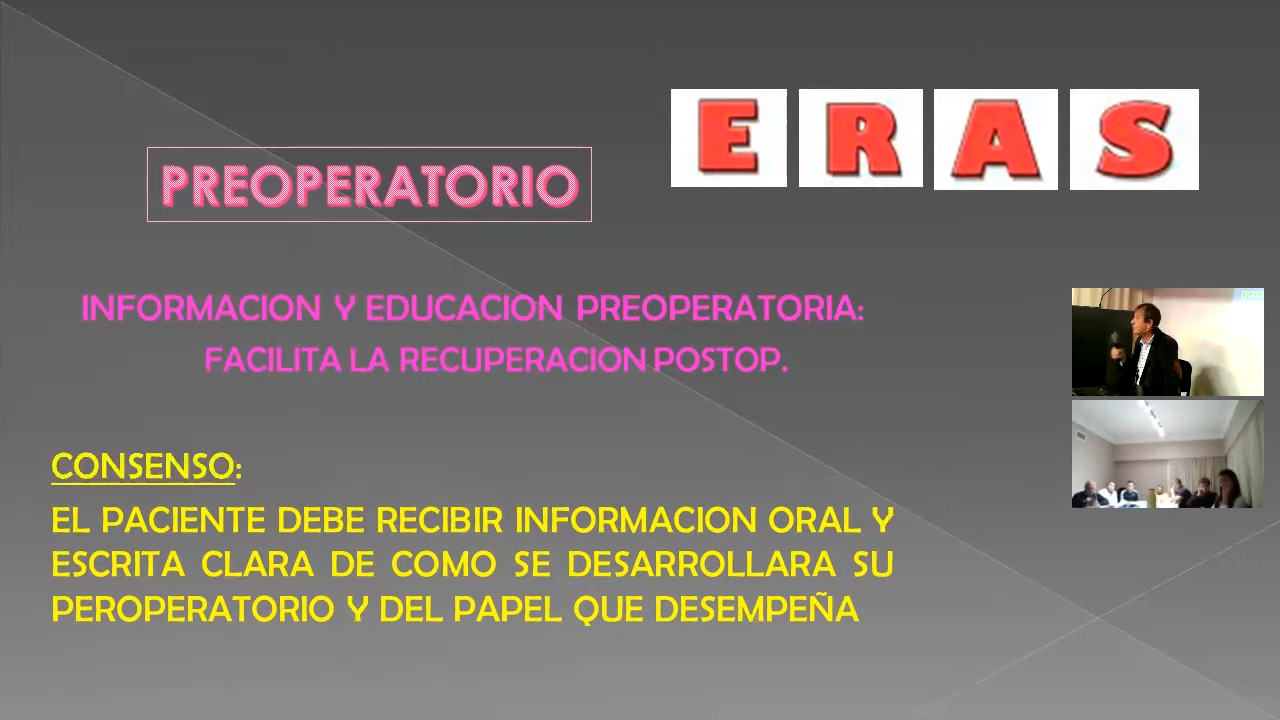 ERAS
PREOPERATORIO
INFORMACION Y EDUCACION PREOPERATORIA:
FACILITA LA RECUPERACION POSTOP.
CONSENSO:
EL PACIENTE DEBE RECIBIR INFORMACION ORAL Y
ESCRITA CLARA DE COMO SE DESARROLLARA SU
PEROPERATORIO Y DEL PAPEL QUE DESEMPEÑA